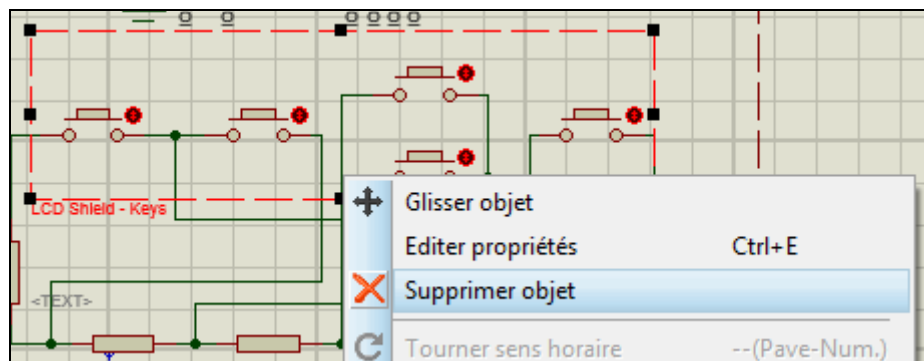 LCD Shield - Keys
Glisser objet
Editer propriétés Ctrl+E
Supprimer objet
<TEXT>
Tourner sens horaire --(Pave-Num.)